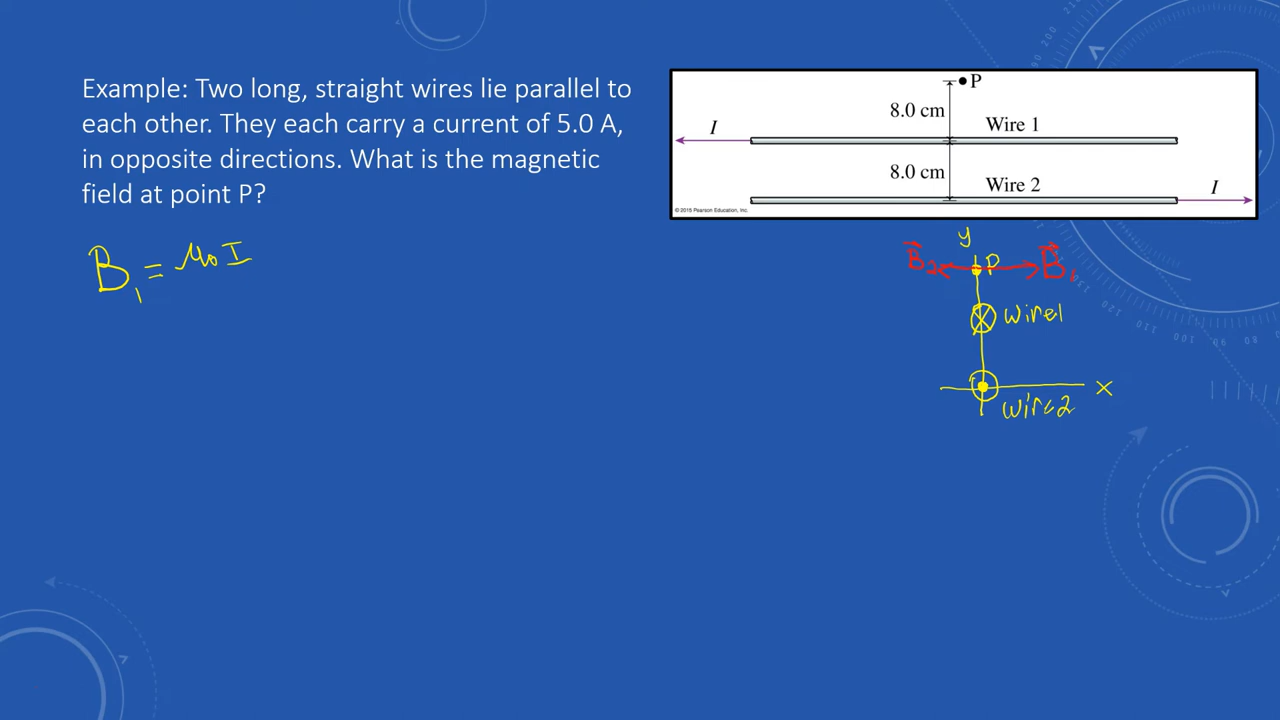 Example: Two long, straight wires lie parallel to
each other. They each carry a current of 5.0 A,
in opposite directions. What is the magnetic
field at point P?
P
8.0 cm
I
Wire 1
8.0 cm
Wire 2
I
© 2015 Pearson Education, Inc.
B₁ = μ₀ I
y
B⃗₂ P B⃗₁
wire1
x
wire2